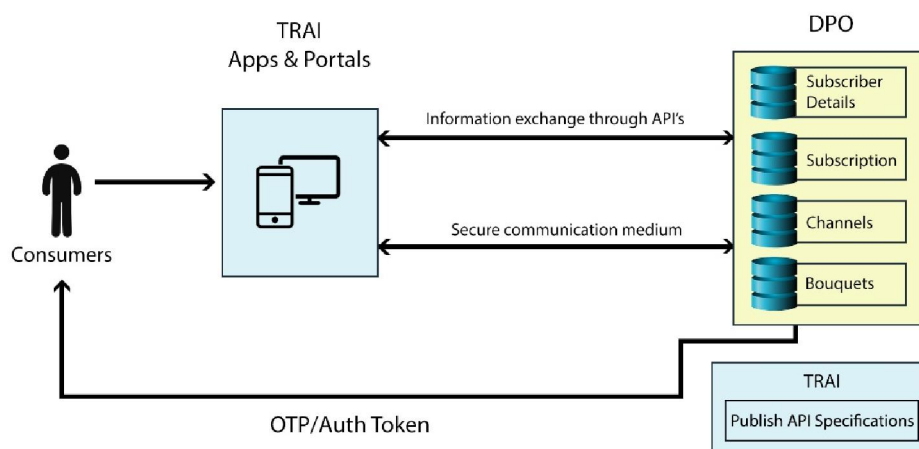 TRAI
Apps & Portals
DPO
Subscriber
Details
Information exchange through API's
Subscription
Secure communication medium
Channels
Consumers
Bouquets
OTP/Auth Token
TRAI
Publish API Specifications